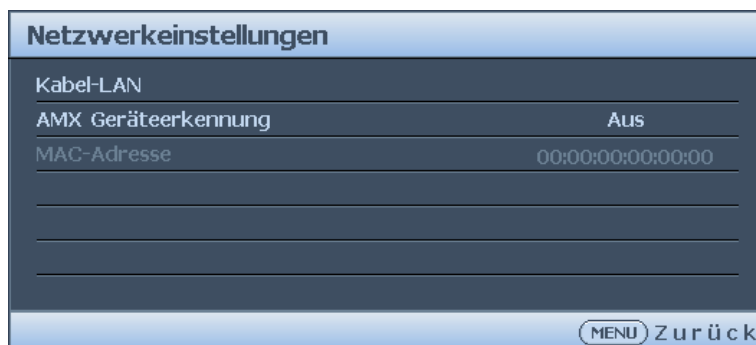 Netzwerkeinstellungen
Kabel-LAN
AMX Geräteerkennung Aus
MAC-Adresse 00:00:00:00:00:00
MENU Zurück